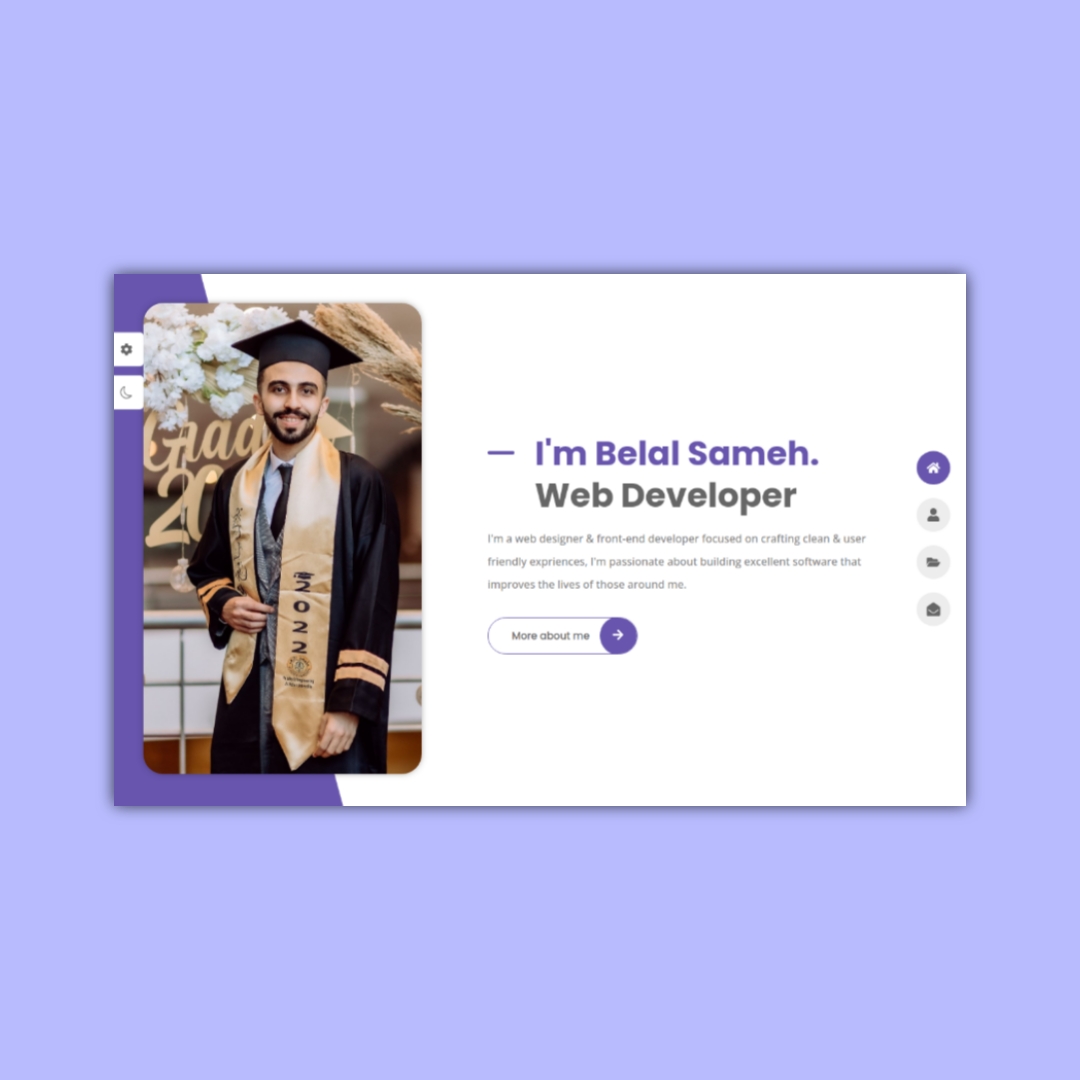 Grad
20
2022
I'm Belal Sameh.
Web Developer
I'm a web designer & front-end developer focused on crafting clean & user
friendly expriences, I'm passionate about building excellent software that
improves the lives of those around me.
More about me